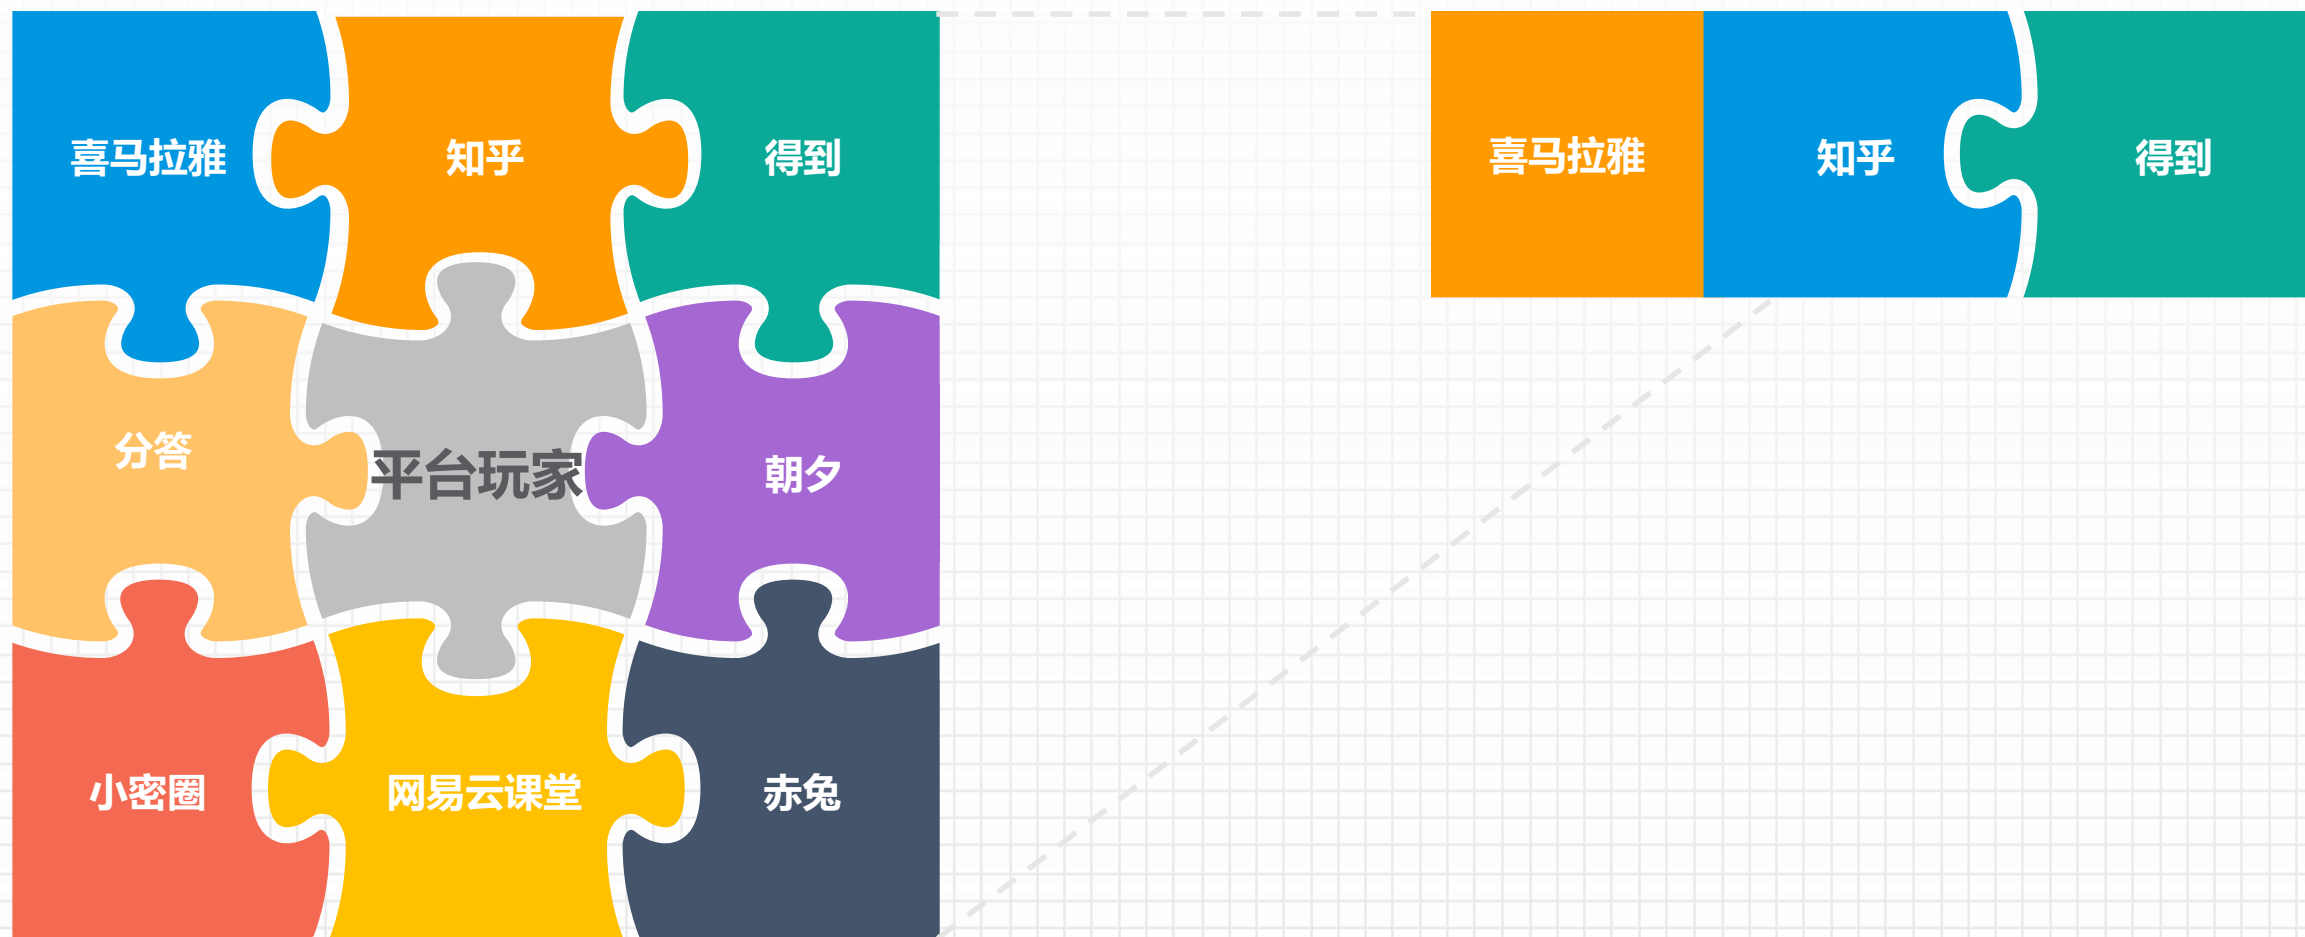 喜马拉雅
知乎
得到
分答
平台玩家
朝夕
小密圈
网易云课堂
赤兔
喜马拉雅
知乎
得到